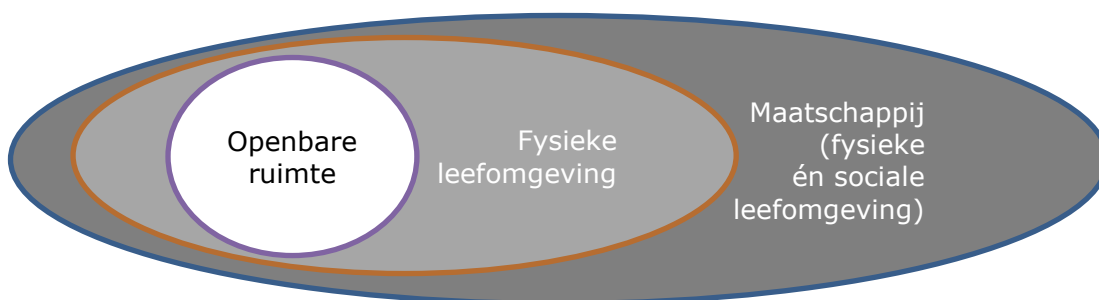 Openbare
ruimte
Fysieke
leefomgeving
Maatschappij
(fysieke
én sociale
leefomgeving)